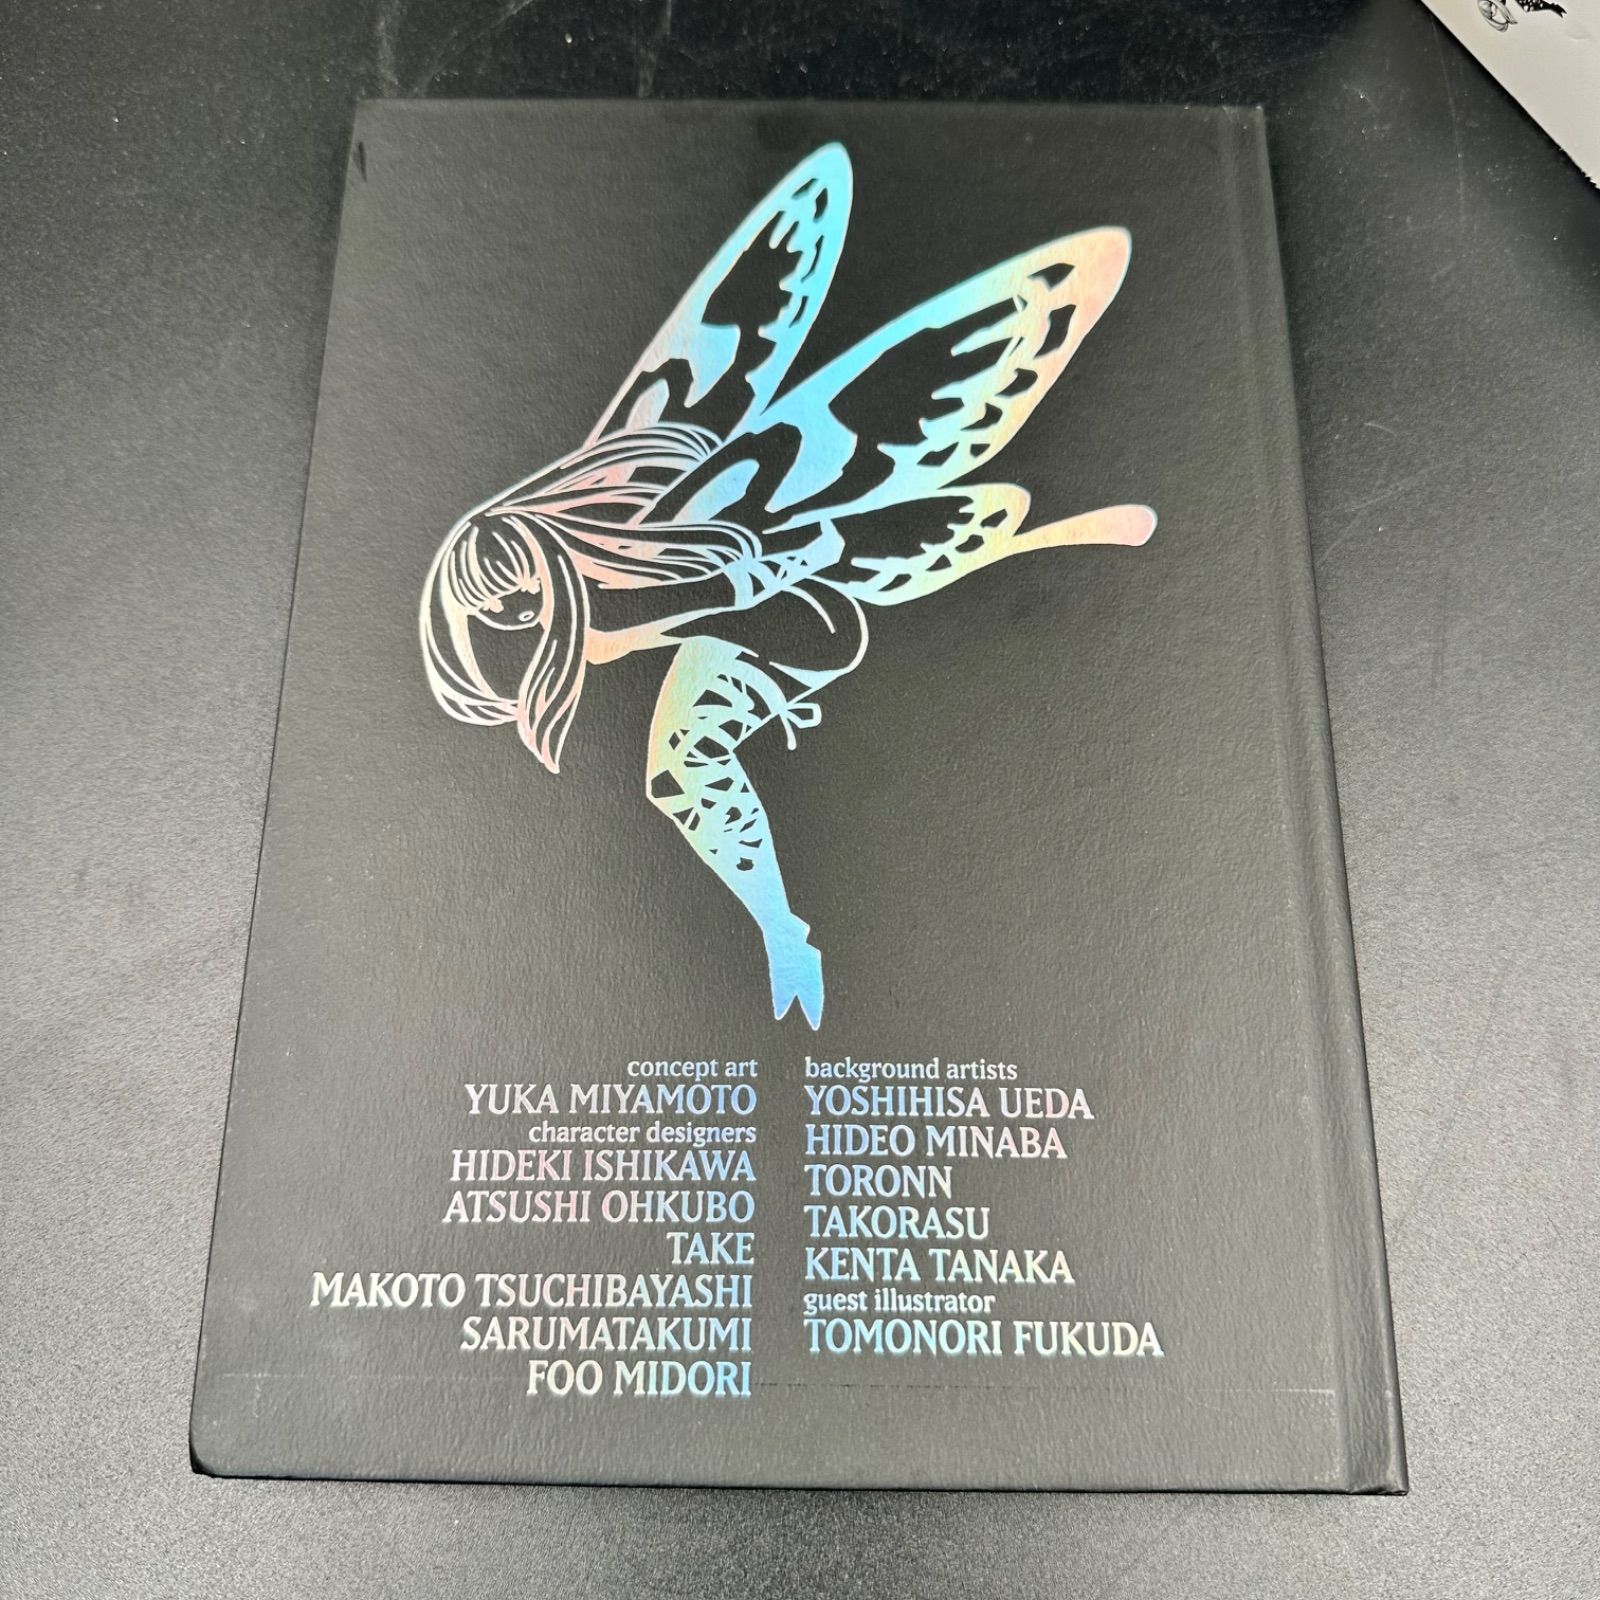 concept art
YUKA MIYAMOTO
character designers
HIDEKI ISHIKAWA
ATSUSHI OHKUBO
TAKE
MAKOTO TSUCHIBAYASHI
SARUMATAKUMI
FOO MIDORI
background artists
YOSHIHISA UEDA
HIDEO MINABA
TORONN
TAKORASU
KENTA TANAKA
guest illustrator
TOMONORI FUKUDA